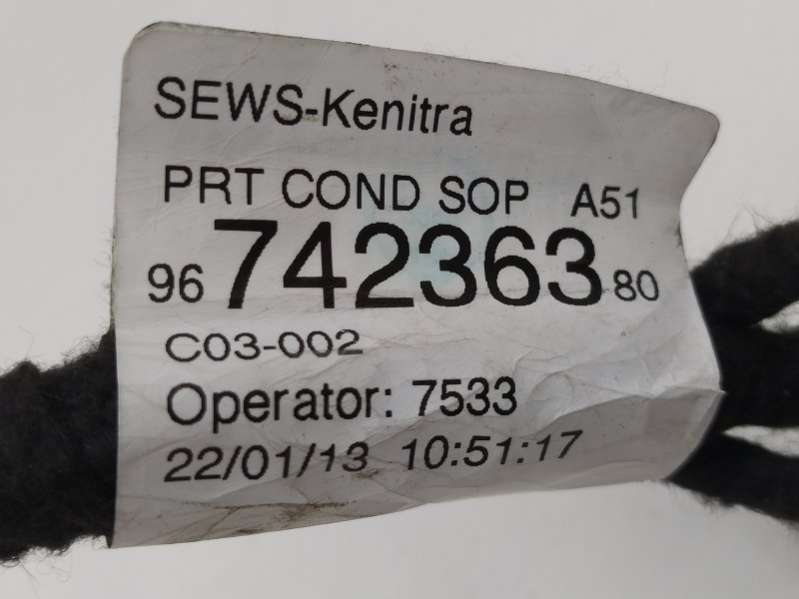 SEWS-Kenitra
PRT COND SOP A51
96 742363 80
C03-002
Operator: 7533
22/01/13 10:51:17